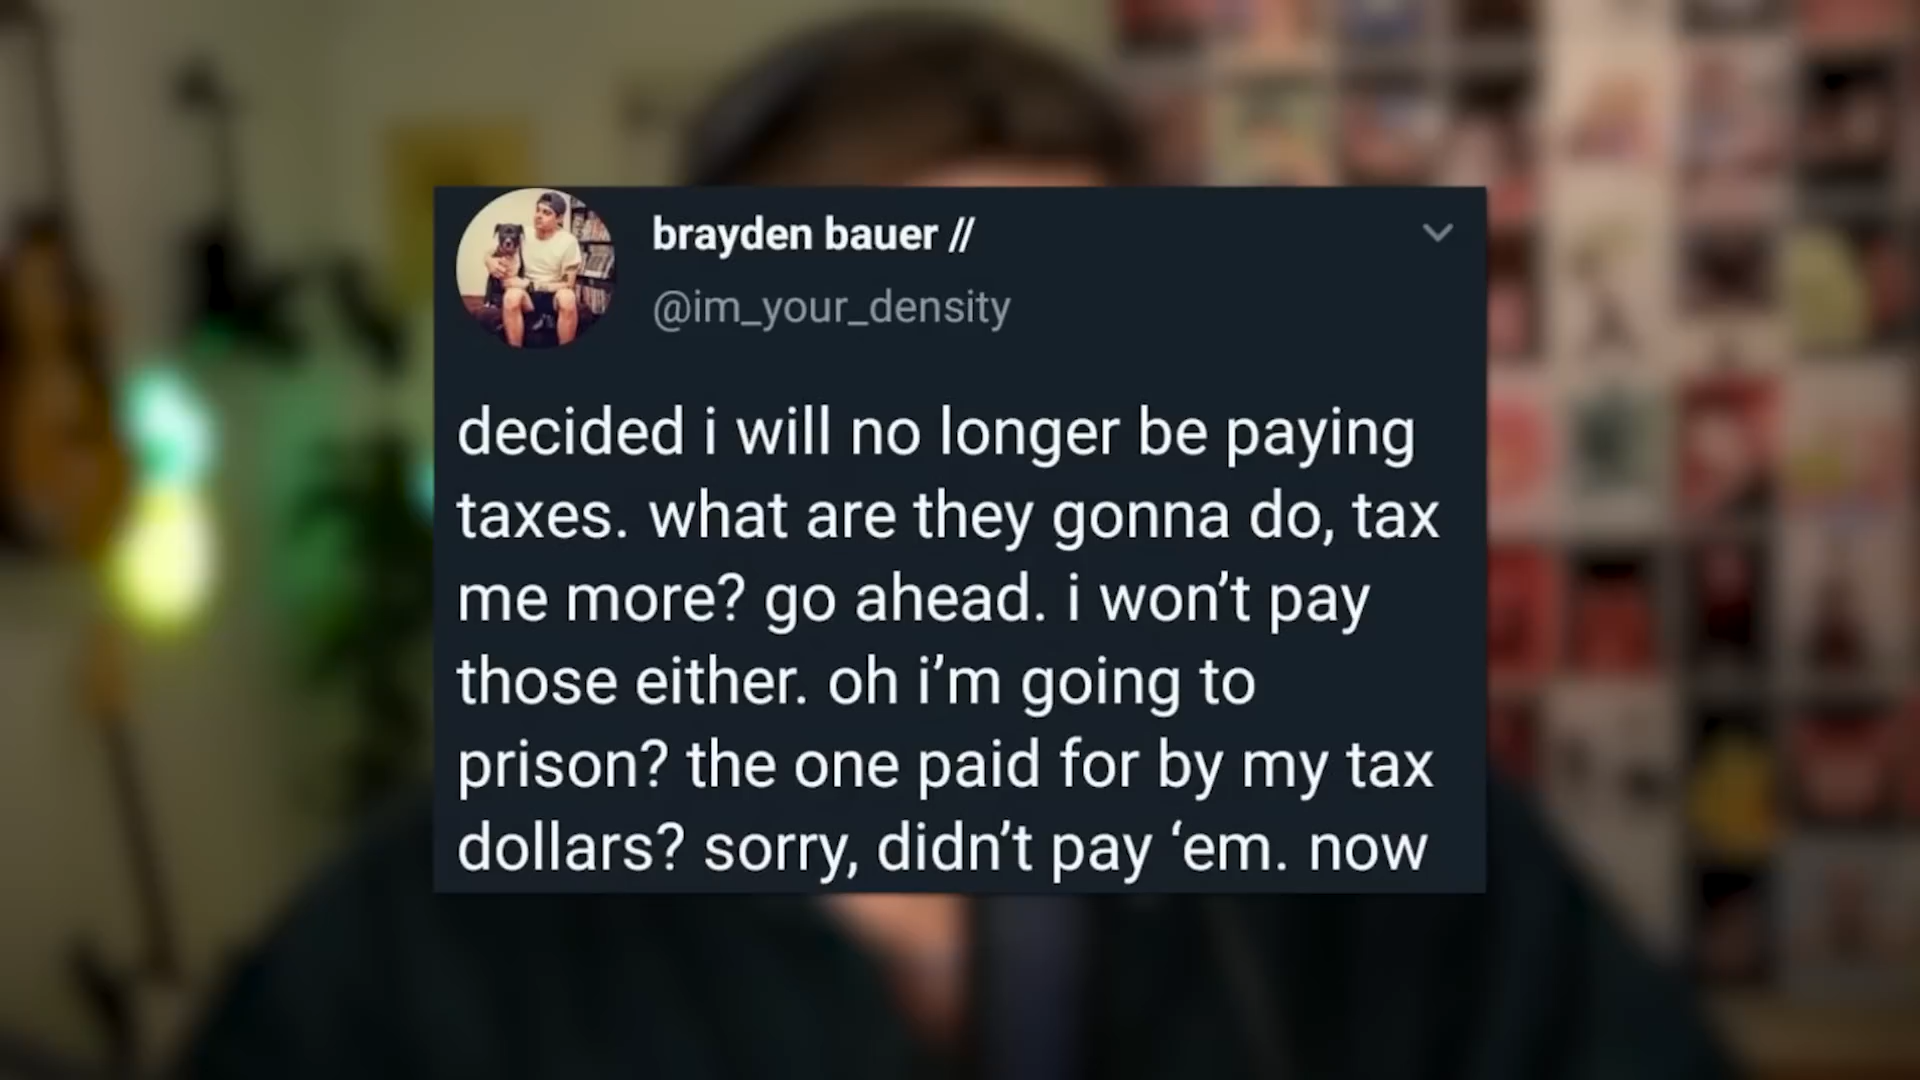 brayden bauer //
@im_your_density
decided i will no longer be paying
taxes. what are they gonna do, tax
me more? go ahead. i won’t pay
those either. oh i’m going to
prison? the one paid for by my tax
dollars? sorry, didn’t pay ‘em. now